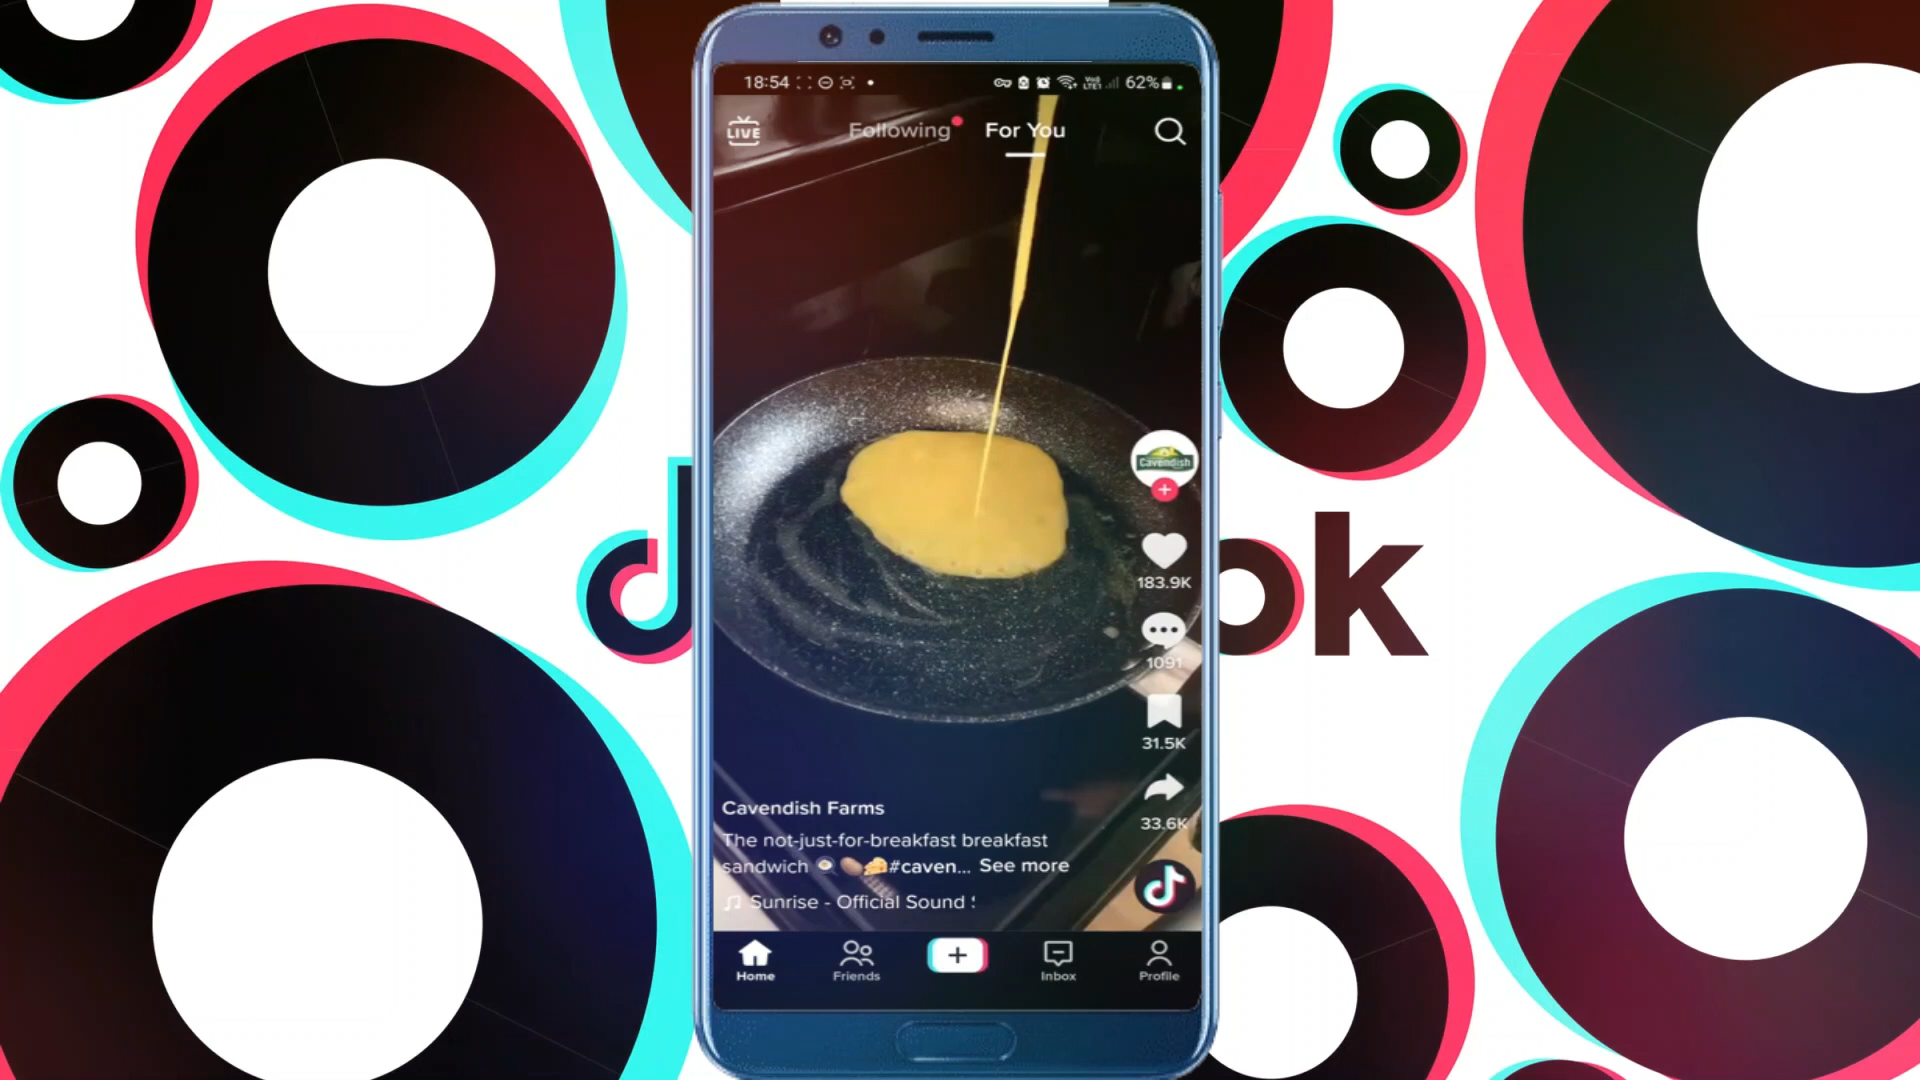 18:54
62%
LIVE
Following
For You
Cavendish
183.9K
1091
31.5K
33.6K
ok
Cavendish Farms
The not-just-for-breakfast breakfast
sandwich #caven... See more
Sunrise - Official Sound
Home
Friends
Inbox
Profile